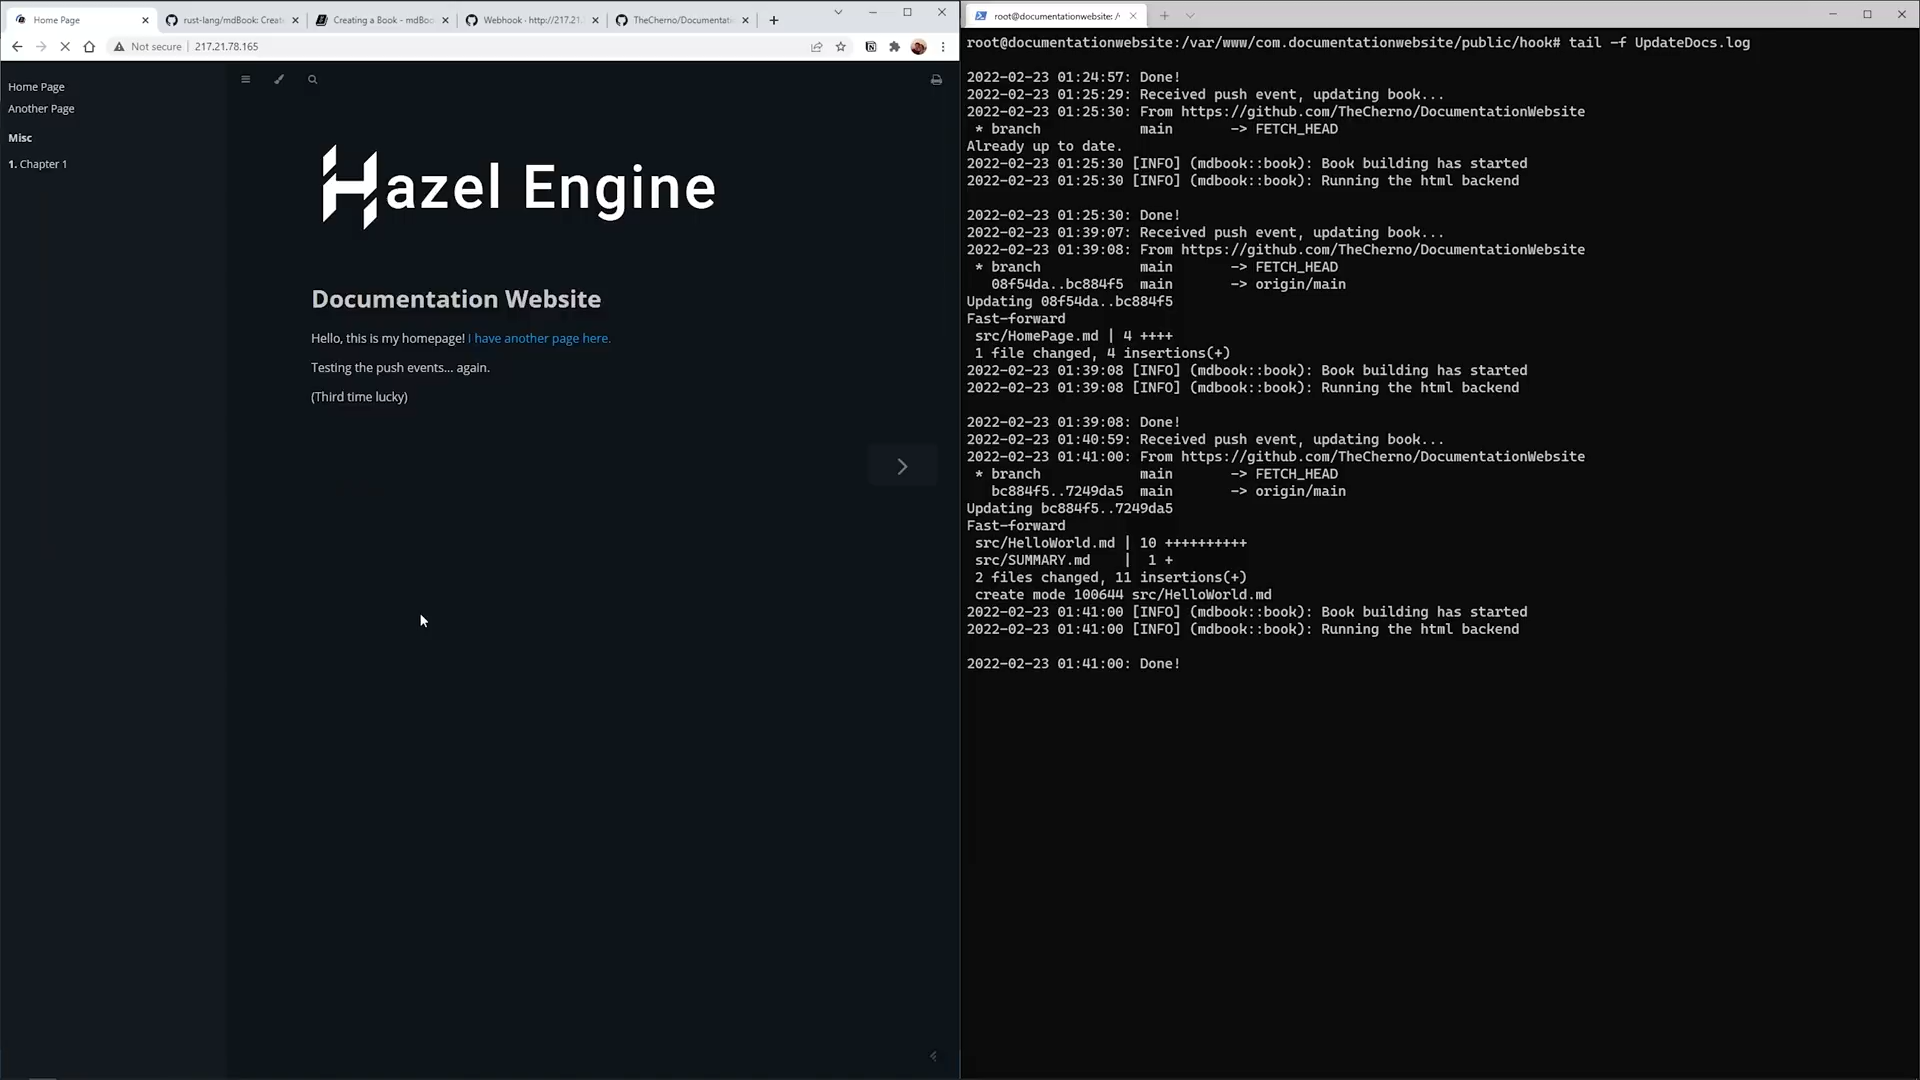 Home Page
rust-lang/mdBook: Creat
Creating a Book - mdBoo
Webhook · http://217.21.
TheCherno/Documentati
Not secure
217.21.78.165
Home Page
Another Page
Misc
1. Chapter 1
Hazel Engine
Documentation Website
Hello, this is my homepage! I have another page here.
Testing the push events... again.
(Third time lucky)
root@documentationwebsite: /
root@documentationwebsite:/var/www/com.documentationwebsite/public/hook# tail -f UpdateDocs.log
2022-02-23 01:24:57: Done!
2022-02-23 01:25:29: Received push event, updating book...
2022-02-23 01:25:30: From https://github.com/TheCherno/DocumentationWebsite
* branch main -> FETCH_HEAD
Already up to date.
2022-02-23 01:25:30 [INFO] (mdbook::book): Book building has started
2022-02-23 01:25:30 [INFO] (mdbook::book): Running the html backend
2022-02-23 01:25:30: Done!
2022-02-23 01:39:07: Received push event, updating book...
2022-02-23 01:39:08: From https://github.com/TheCherno/DocumentationWebsite
* branch main -> FETCH_HEAD
08f54da..bc884f5 main -> origin/main
Updating 08f54da..bc884f5
Fast-forward
src/HomePage.md | 4 ++++
1 file changed, 4 insertions(+)
2022-02-23 01:39:08 [INFO] (mdbook::book): Book building has started
2022-02-23 01:39:08 [INFO] (mdbook::book): Running the html backend
2022-02-23 01:39:08: Done!
2022-02-23 01:40:59: Received push event, updating book...
2022-02-23 01:41:00: From https://github.com/TheCherno/DocumentationWebsite
* branch main -> FETCH_HEAD
bc884f5..7249da5 main -> origin/main
Updating bc884f5..7249da5
Fast-forward
src/HelloWorld.md | 10 ++++++++++
src/SUMMARY.md | 1 +
2 files changed, 11 insertions(+)
create mode 100644 src/HelloWorld.md
2022-02-23 01:41:00 [INFO] (mdbook::book): Book building has started
2022-02-23 01:41:00 [INFO] (mdbook::book): Running the html backend
2022-02-23 01:41:00: Done!